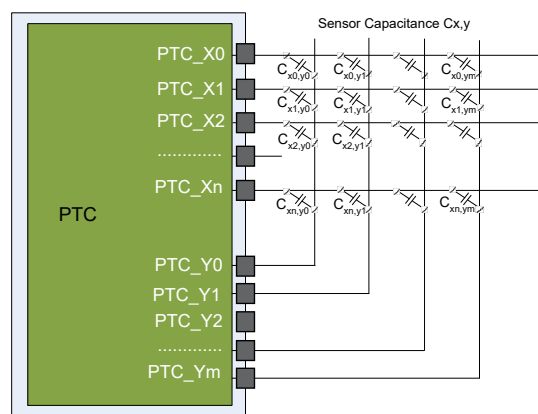 Sensor Capacitance Cx,y
PTC_X0
Cx0,y0 Cx0,y1 Cx0,ym
PTC_X1
Cx1,y0 Cx1,y1 Cx1,ym
PTC_X2
Cx2,y0 Cx2,y1
.............
PTC_Xn
Cxn,y0 Cxn,y1 Cxn,ym
PTC
PTC_Y0
PTC_Y1
PTC_Y2
.............
PTC_Ym